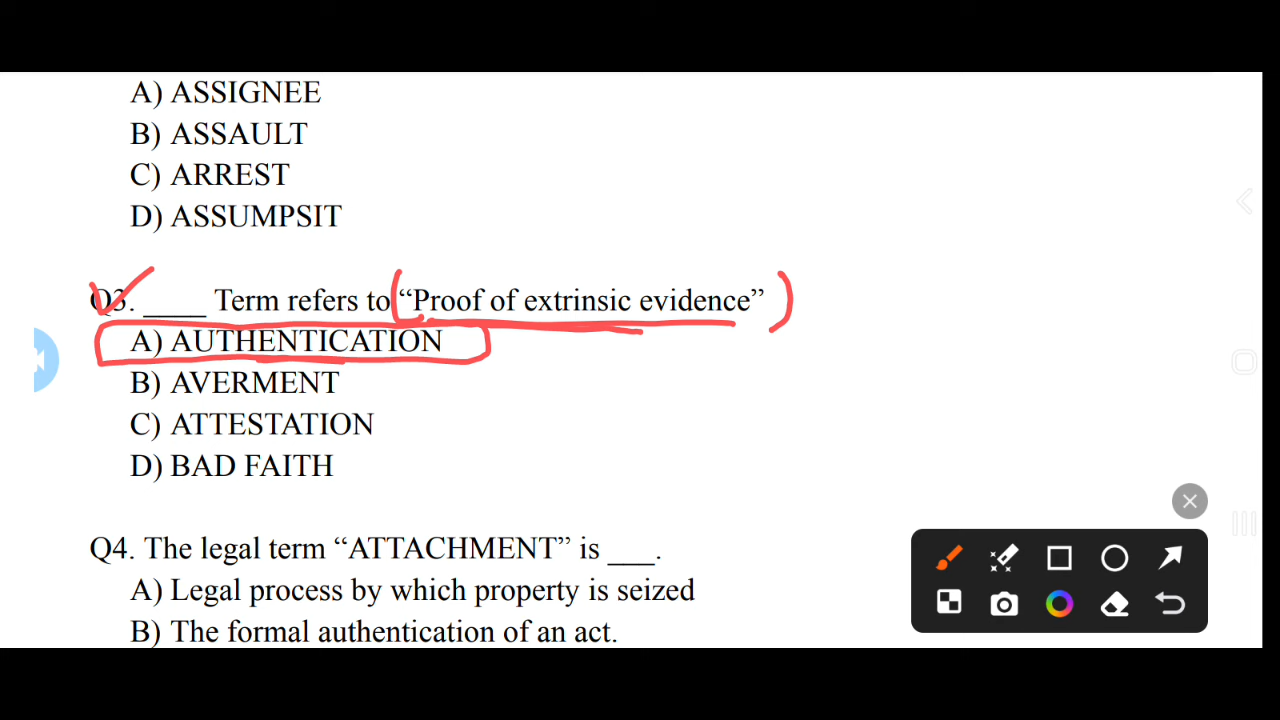 A) ASSIGNEE
B) ASSAULT
C) ARREST
D) ASSUMPSIT
Q3. ____ Term refers to “Proof of extrinsic evidence”
A) AUTHENTICATION
B) AVERMENT
C) ATTESTATION
D) BAD FAITH
Q4. The legal term “ATTACHMENT” is ___.
A) Legal process by which property is seized
B) The formal authentication of an act.